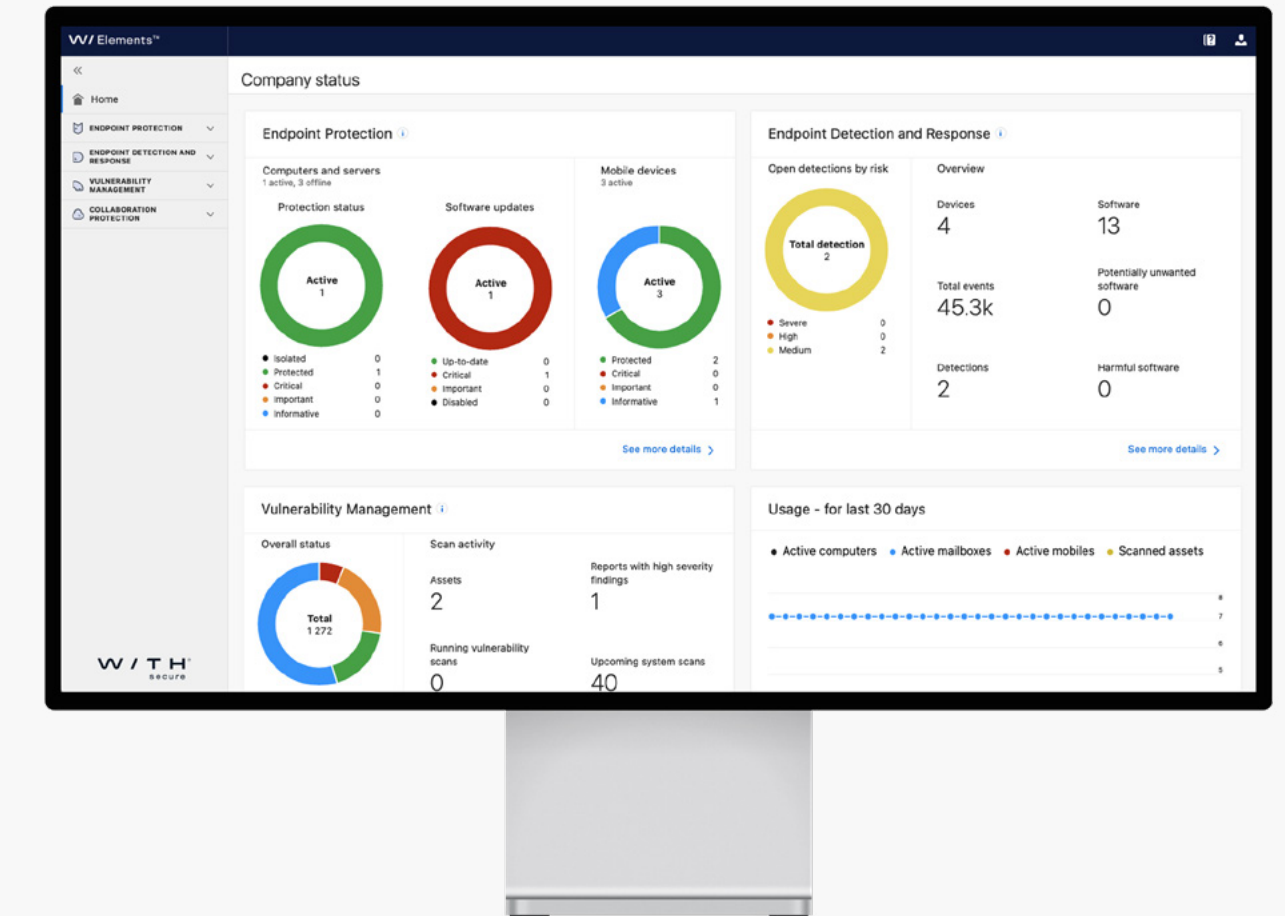 W/ Elements™
Company status
Home
ENDPOINT PROTECTION
ENDPOINT DETECTION AND
RESPONSE
VULNERABILITY
MANAGEMENT
COLLABORATION
PROTECTION
W / T H
secure
Endpoint Protection
Computers and servers
1 active, 3 offline
Protection status
Active
1
Isolated 0
Protected 1
Critical 0
Important 0
Informative 0
Software updates
Active
1
Up-to-date 0
Critical 1
Important 0
Disabled 0
Mobile devices
3 active
Active
3
Protected 2
Critical 0
Important 0
Informative 1
See more details
Endpoint Detection and Response
Open detections by risk
Total detection
2
Severe 0
High 0
Medium 2
Overview
Devices
4
Software
13
Total events
45.3k
Potentially unwanted
software
0
Detections
2
Harmful software
0
See more details
Vulnerability Management
Overall status
Total
1 272
Scan activity
Assets
2
Reports with high severity
findings
1
Running vulnerability
scans
0
Upcoming system scans
40
Usage - for last 30 days
Active computers Active mailboxes Active mobiles Scanned assets
8
7
6
5